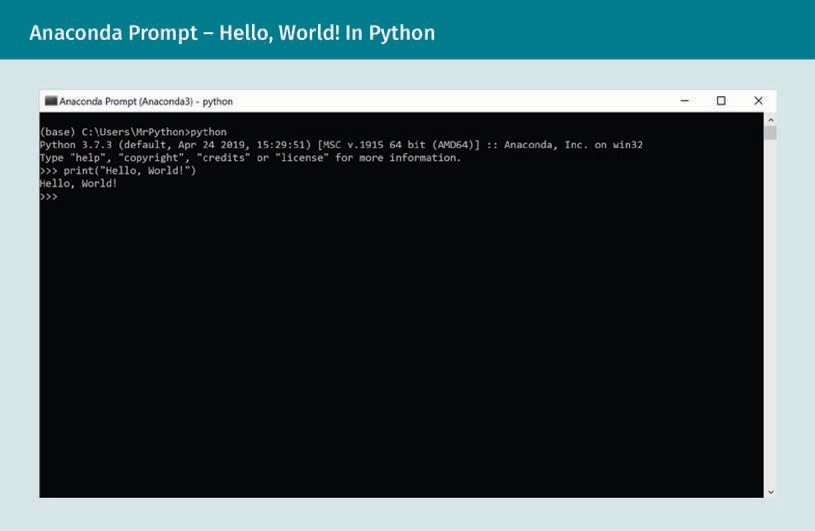 Anaconda Prompt – Hello, World! In Python
Anaconda Prompt (Anaconda3) - python
(base) C:\Users\MrPython>python
Python 3.7.3 (default, Apr 24 2019, 15:29:51) [MSC v.1915 64 bit (AMD64)] :: Anaconda, Inc. on win32
Type "help", "copyright", "credits" or "license" for more information.
>>> print("Hello, World!")
Hello, World!
>>>